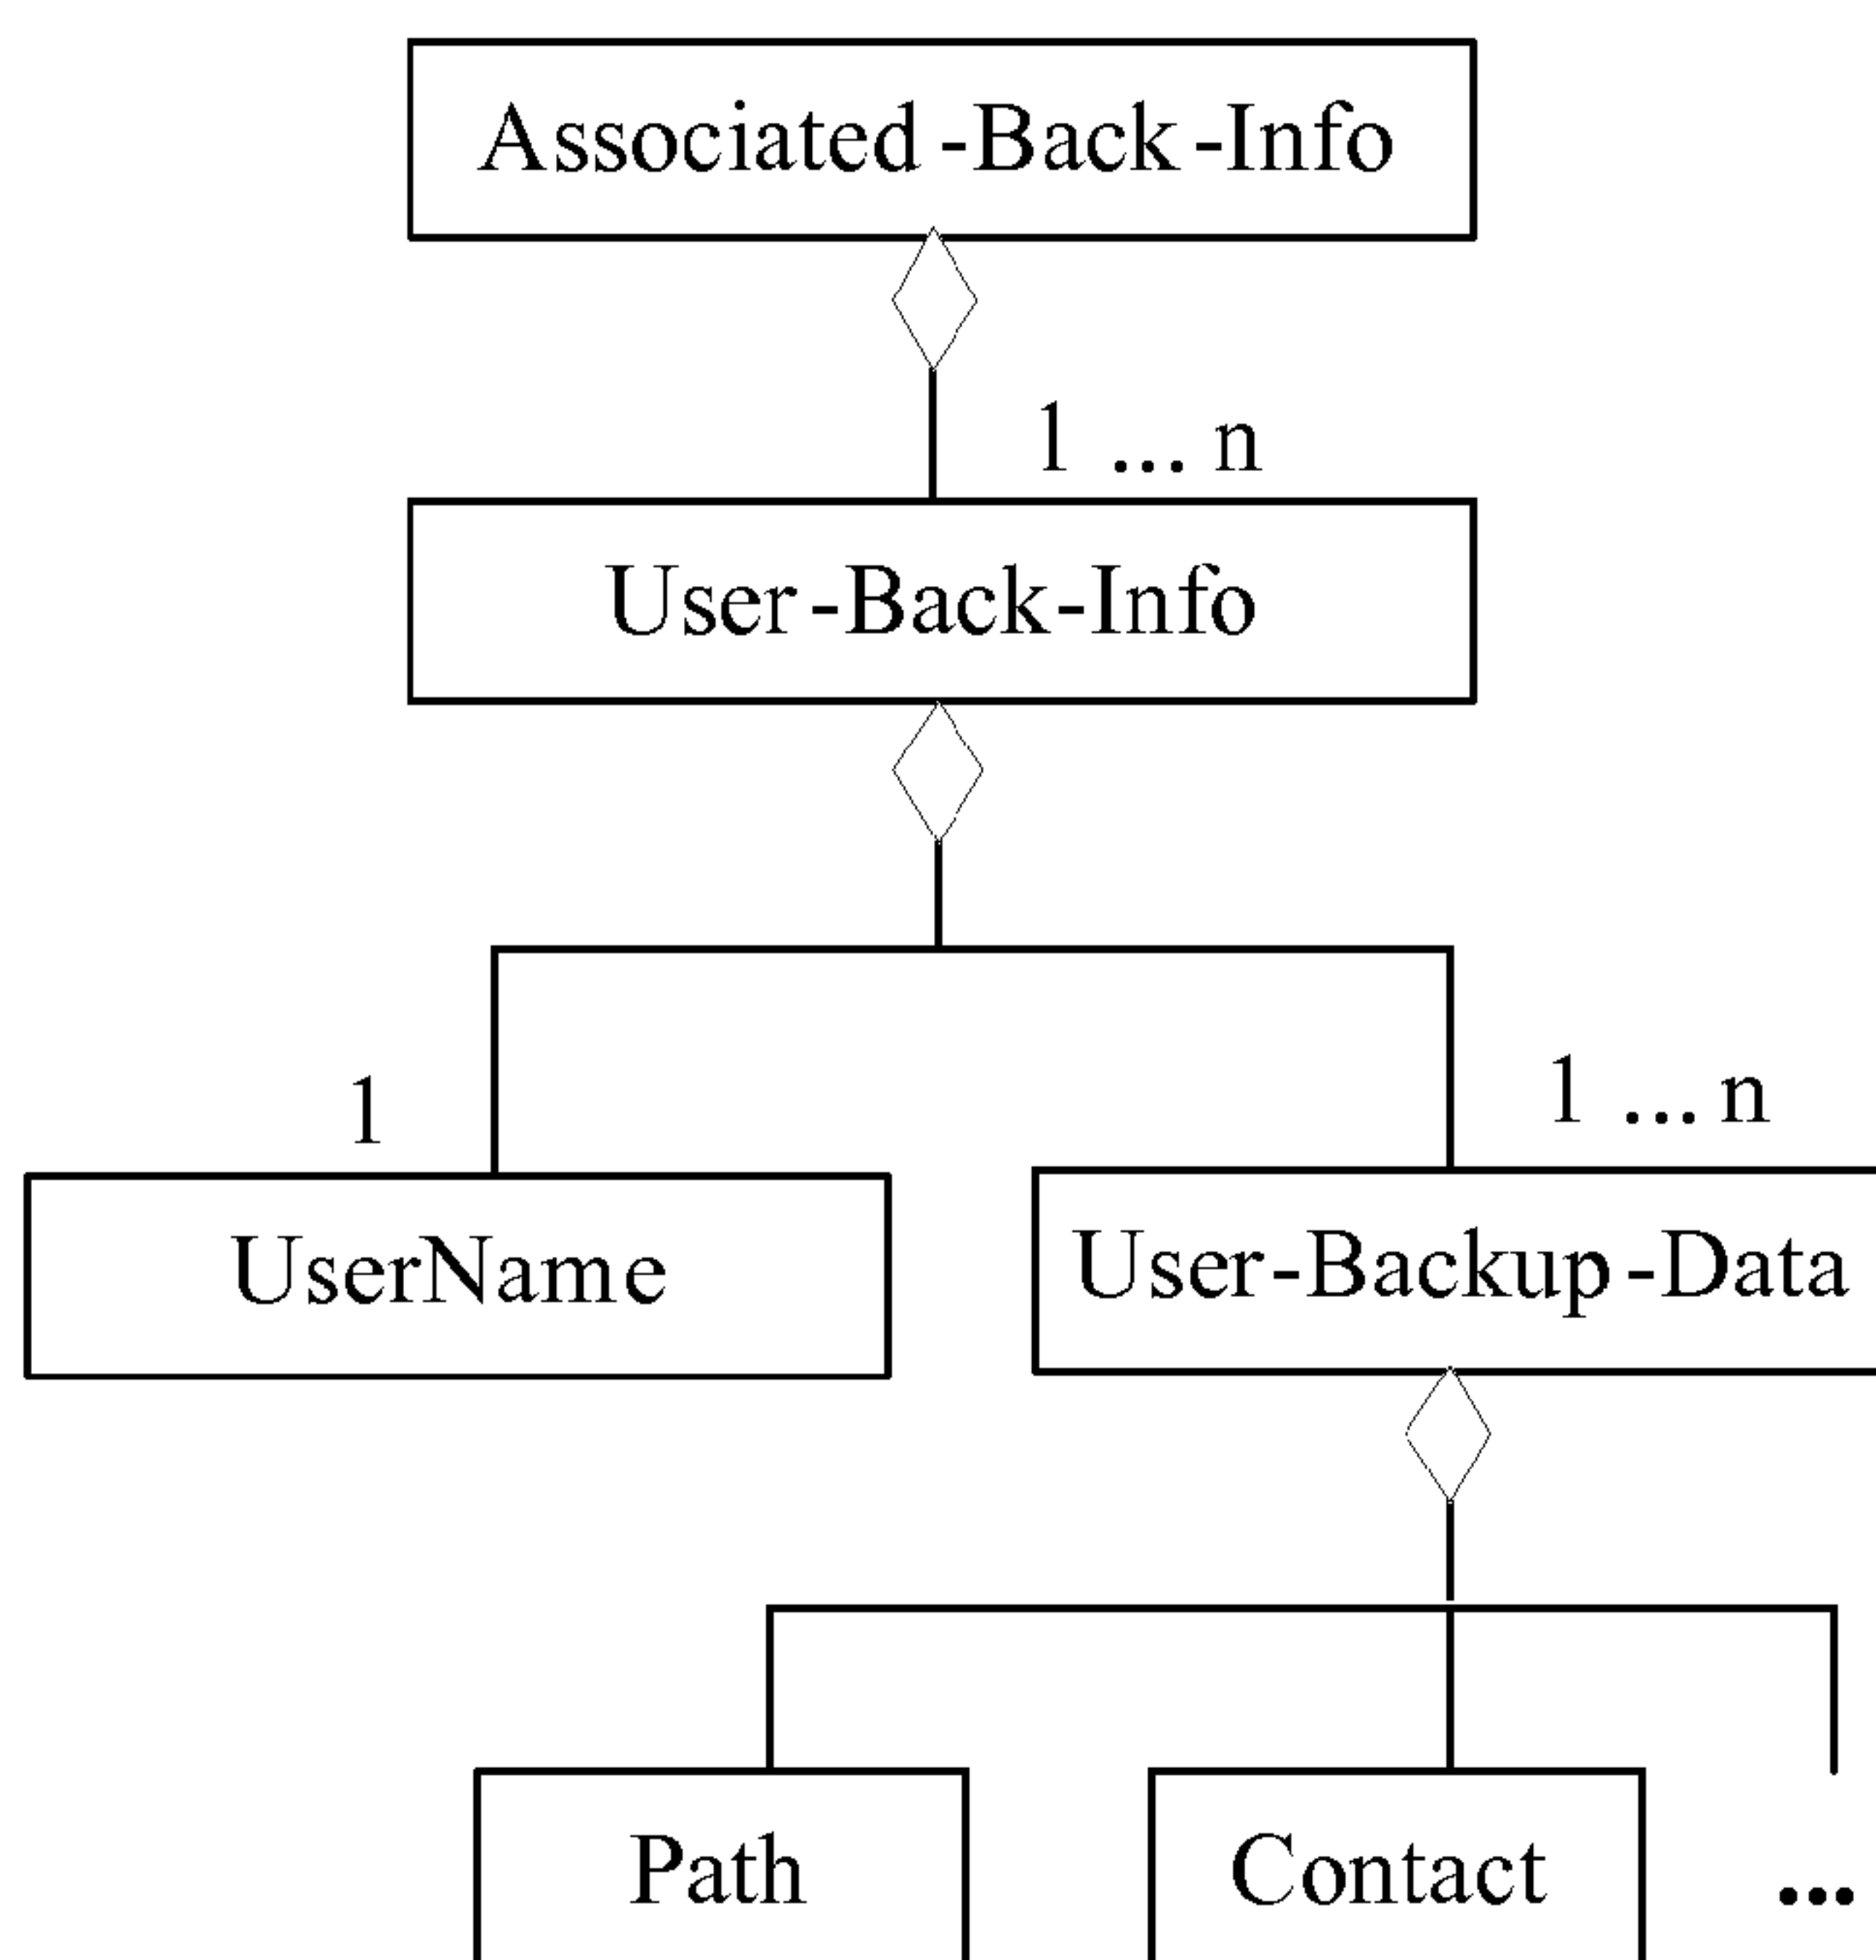 Associated-Back-Info
1 ... n
User-Back-Info
1
1 ... n
UserName
User-Backup-Data
Path
Contact
...